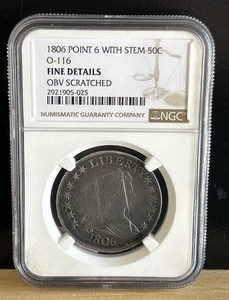 1806 POINT 6 WITH STEM 50C
O-116
FINE DETAILS
OBV SCRATCHED
2921905-025
NUMISMATIC GUARANTY COMPANY
NGC
LIBERTY
1806